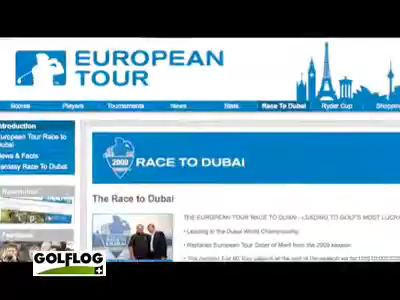 EUROPEAN
TOUR
Players
Tournaments
News
Stats
Race To Dubai
Ryder Cup
Shopping
Introduction
European Tour Race to
Dubai
News & Facts
Fantasy Race To Dubai
2009
RACE TO DUBAI
The Race to Dubai
THE EUROPEAN TOUR RACE TO DUBAI - LEADING TO GOLF'S MOST
• Leading to the Dubai World Championship
• Replaces European Tour Order of Merit from the 2009 season
GOLFLOG